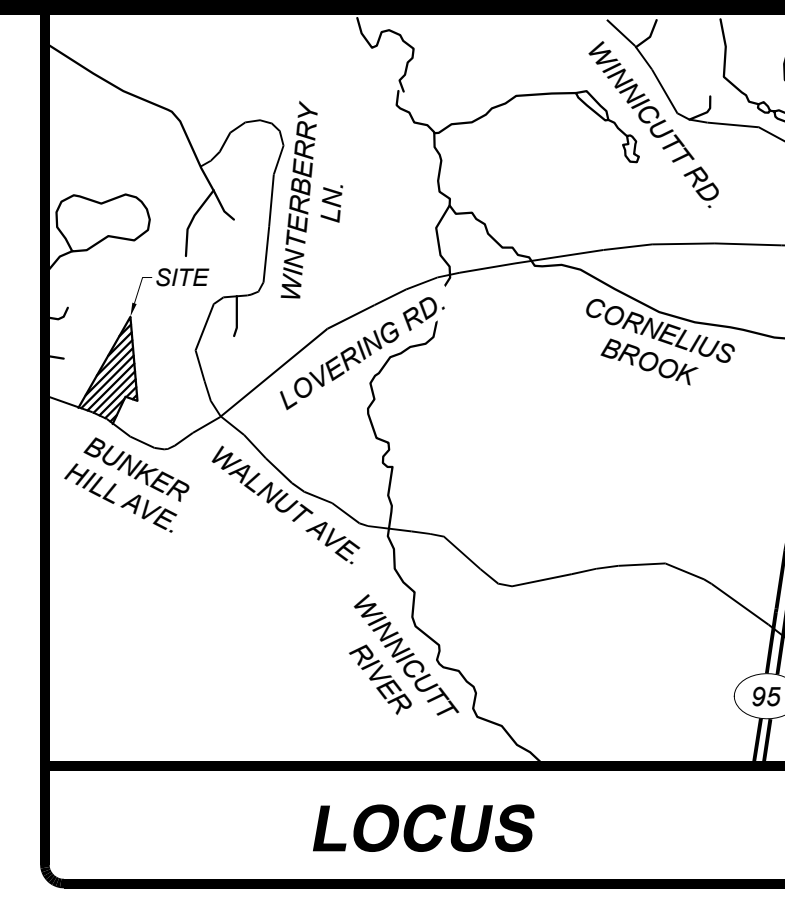 WINNICUTT RD.
WINTERBERRY
LN.
SITE
LOVERING RD.
CORNELIUS
BROOK
BUNKER
HILL AVE.
WALNUT AVE.
WINNICUTT
RIVER
95
LOCUS